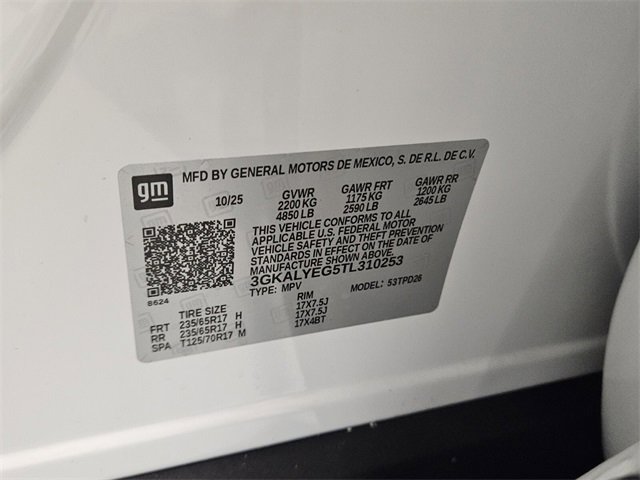 gm
MFD BY GENERAL MOTORS DE MEXICO, S. DE R.L. DE C.V.
10/25 GVWR GAWR FRT GAWR RR
2200 KG 1175 KG 1200 KG
4850 LB 2590 LB 2645 LB
THIS VEHICLE CONFORMS TO ALL
APPLICABLE U.S. FEDERAL MOTOR
VEHICLE SAFETY AND THEFT PREVENTION
STANDARDS IN EFFECT ON THE DATE OF
MANUFACTURE SHOWN ABOVE.
3GKALYEG5TL310253
TYPE: MPV MODEL: 53TPD26
8624
TIRE SIZE RIM
FRT 235/65R17 H 17X7.5J
RR 235/65R17 H 17X7.5J
SPA T125/70R17 M 17X4BT